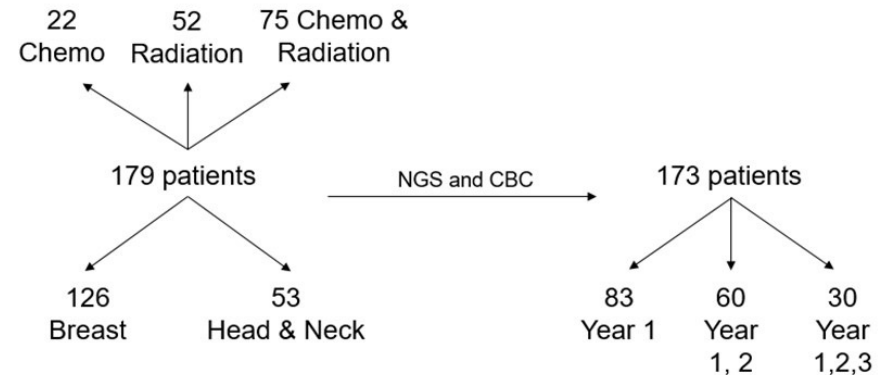 22 52 75 Chemo &
Chemo Radiation Radiation
179 patients NGS and CBC 173 patients
126 53 83 60 30
Breast Head & Neck Year 1 Year Year
1, 2 1,2,3